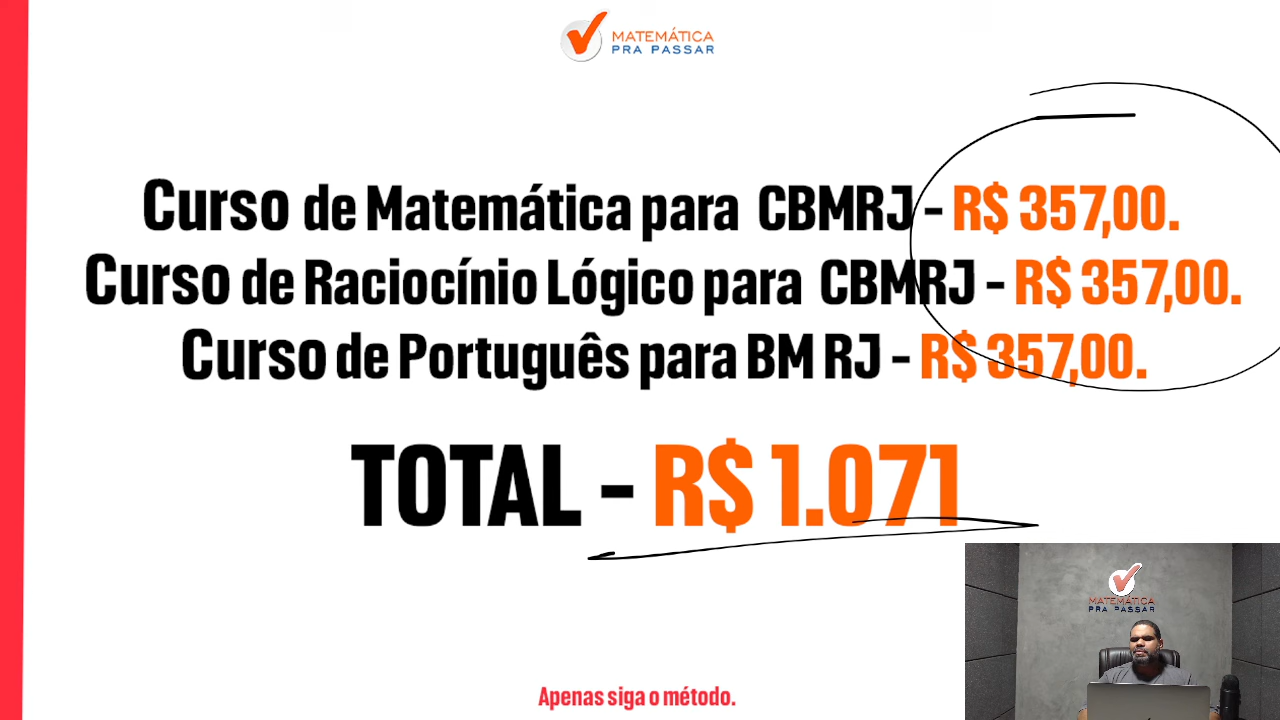 MATEMÁTICA
PRA PASSAR
Curso de Matemática para CBMRJ - R$ 357,00.
Curso de Raciocínio Lógico para CBMRJ - R$ 357,00.
Curso de Português para BM RJ - R$ 357,00.
TOTAL - R$ 1.071
MATEMÁTICA
PRA PASSAR
Apenas siga o método.